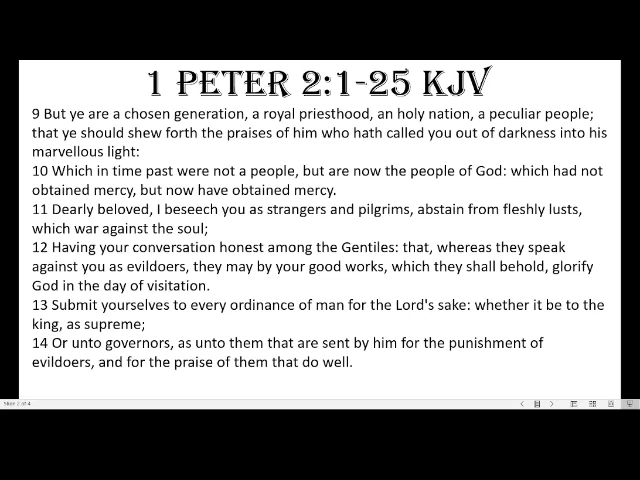 1 PETER 2:1-25 KJV
9 But ye are a chosen generation, a royal priesthood, an holy nation, a peculiar people;
that ye should shew forth the praises of him who hath called you out of darkness into his
marvellous light:
10 Which in time past were not a people, but are now the people of God: which had not
obtained mercy, but now have obtained mercy.
11 Dearly beloved, I beseech you as strangers and pilgrims, abstain from fleshly lusts,
which war against the soul;
12 Having your conversation honest among the Gentiles: that, whereas they speak
against you as evildoers, they may by your good works, which they shall behold, glorify
God in the day of visitation.
13 Submit yourselves to every ordinance of man for the Lord's sake: whether it be to the
king, as supreme;
14 Or unto governors, as unto them that are sent by him for the punishment of
evildoers, and for the praise of them that do well.
Slide 2 of 4